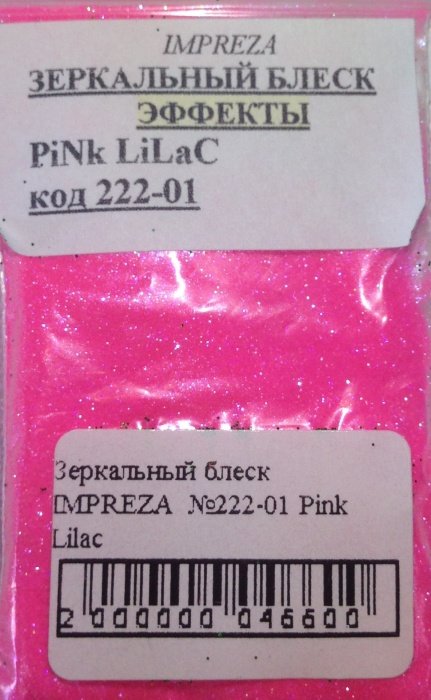 IMPREZA
ЗЕРКАЛЬНЫЙ БЛЕСК
ЭФФЕКТЫ
PiNk LiLaC
код 222-01
Зеркальный блеск
IMPREZA №222-01 Pink
Lilac
2 000000 046600